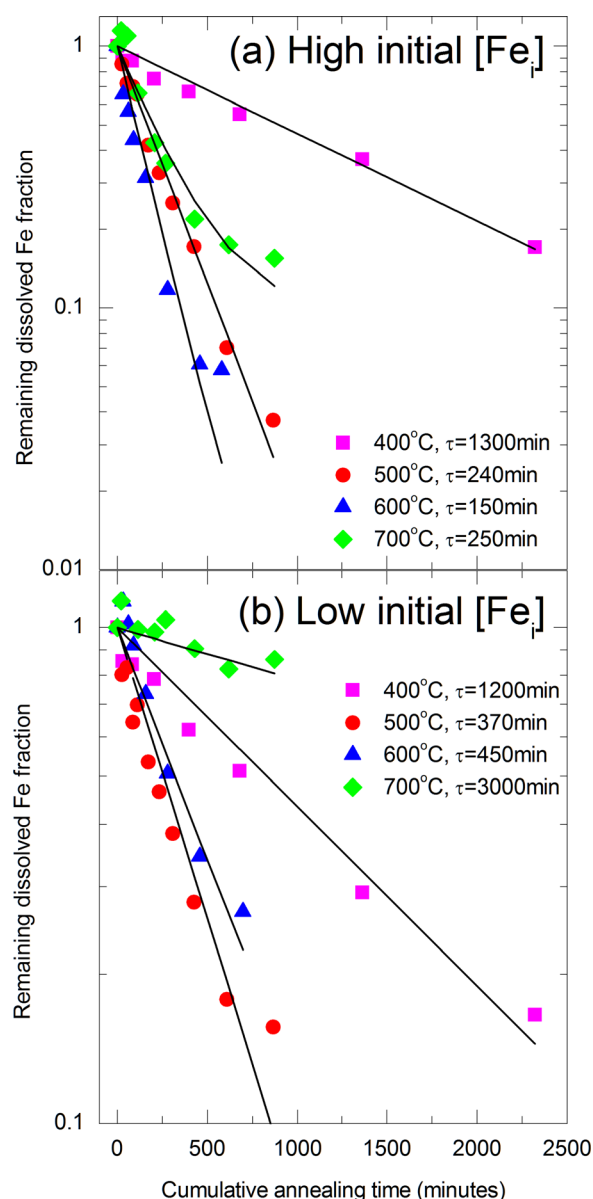 (a) High initial [Feᵢ]
1
0.1
0.01
Remaining dissolved Fe fraction
400°C, τ=1300min
500°C, τ=240min
600°C, τ=150min
700°C, τ=250min
(b) Low initial [Feᵢ]
1
0.1
Remaining dissolved Fe fraction
400°C, τ=1200min
500°C, τ=370min
600°C, τ=450min
700°C, τ=3000min
0 500 1000 1500 2000 2500
Cumulative annealing time (minutes)